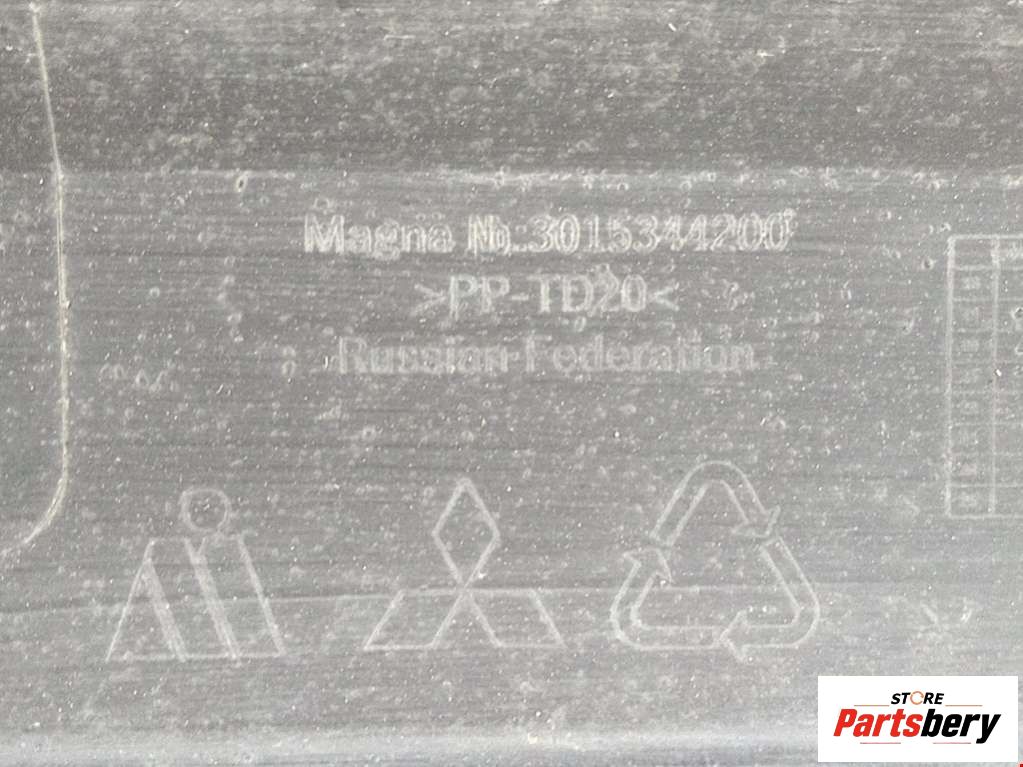 Magna No.:3015344200
>PP-TD20<
Russian Federation
STORE
Partsbery